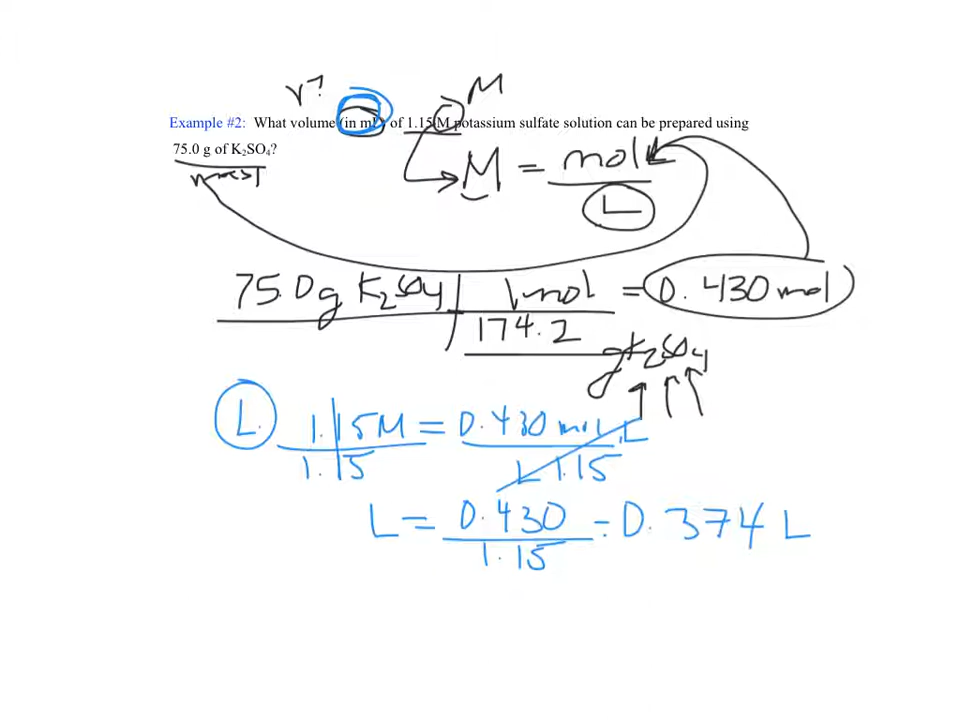 V? M
Example #2: What volume (in mL) of 1.15 M potassium sulfate solution can be prepared using
75.0 g of K₂SO₄?
M = mol / L
75.0g K₂SO₄ | 1 mol / 174.2 g K₂SO₄ = 0.430 mol
L. 1.15M / 1.15 = 0.430 mol L / L 1.15
L = 0.430 / 1.15 = 0.374 L